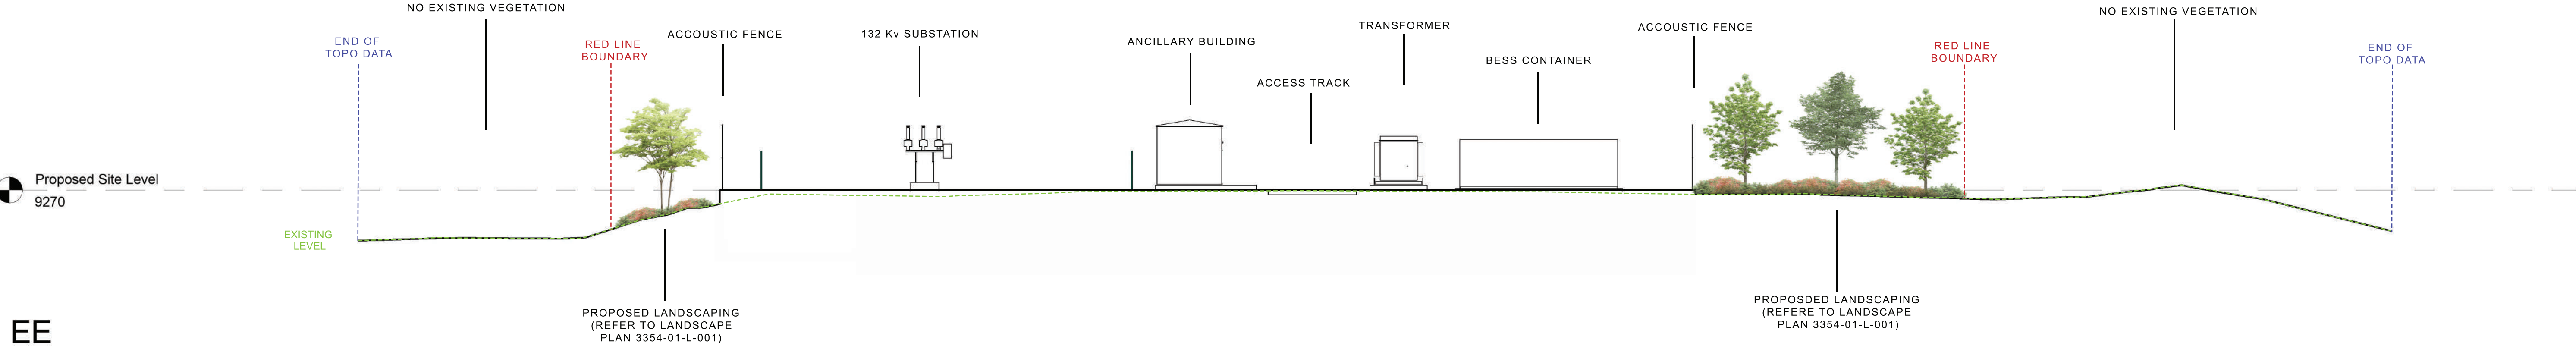 NO EXISTING VEGETATION
END OF
TOPO DATA
RED LINE
BOUNDARY
ACCOUSTIC FENCE
132 Kv SUBSTATION
ANCILLARY BUILDING
ACCESS TRACK
TRANSFORMER
BESS CONTAINER
ACCOUSTIC FENCE
RED LINE
BOUNDARY
NO EXISTING VEGETATION
END OF
TOPO DATA
Proposed Site Level
9270
EXISTING
LEVEL
PROPOSED LANDSCAPING
(REFER TO LANDSCAPE
PLAN 3354-01-L-001)
PROPOSDED LANDSCAPING
(REFERE TO LANDSCAPE
PLAN 3354-01-L-001)
EE